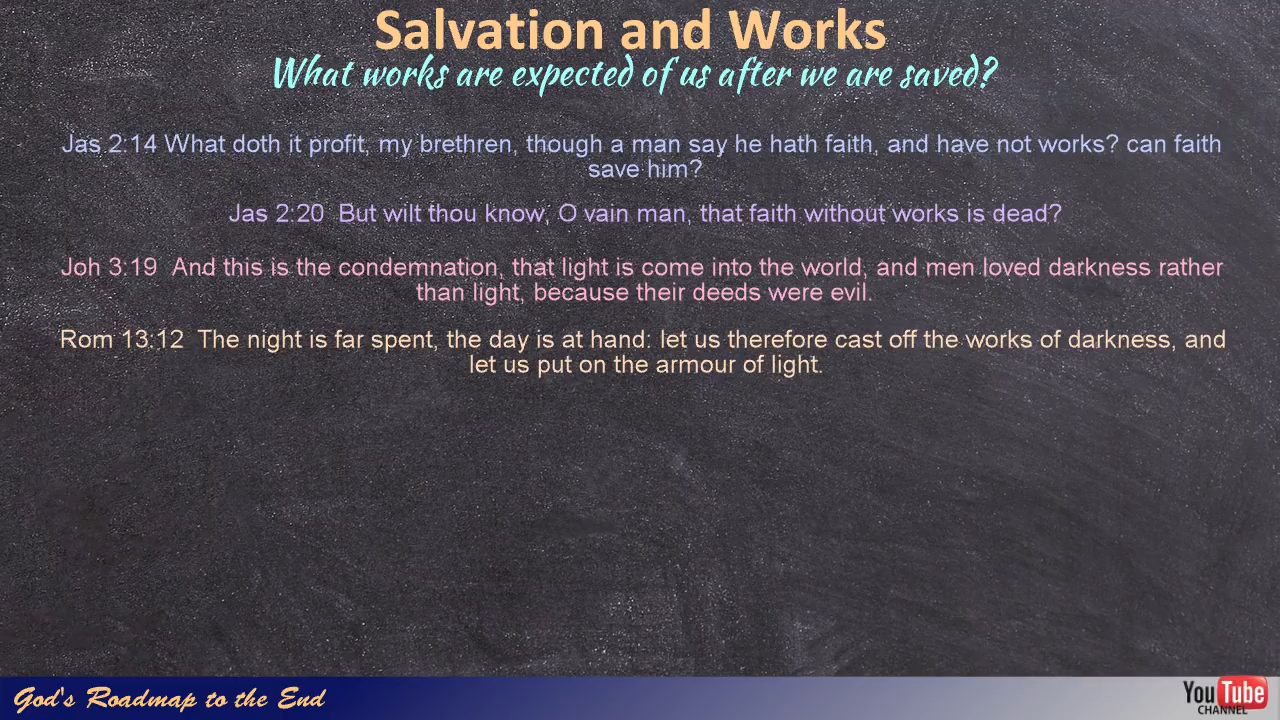 Salvation and Works
What works are expected of us after we are saved?
Jas 2:14 What doth it profit, my brethren, though a man say he hath faith, and have not works? can faith
save him?
Jas 2:20  But wilt thou know, O vain man, that faith without works is dead?
Joh 3:19  And this is the condemnation, that light is come into the world, and men loved darkness rather
than light, because their deeds were evil.
Rom 13:12  The night is far spent, the day is at hand: let us therefore cast off the works of darkness, and
let us put on the armour of light.
God's Roadmap to the End
YouTube
CHANNEL